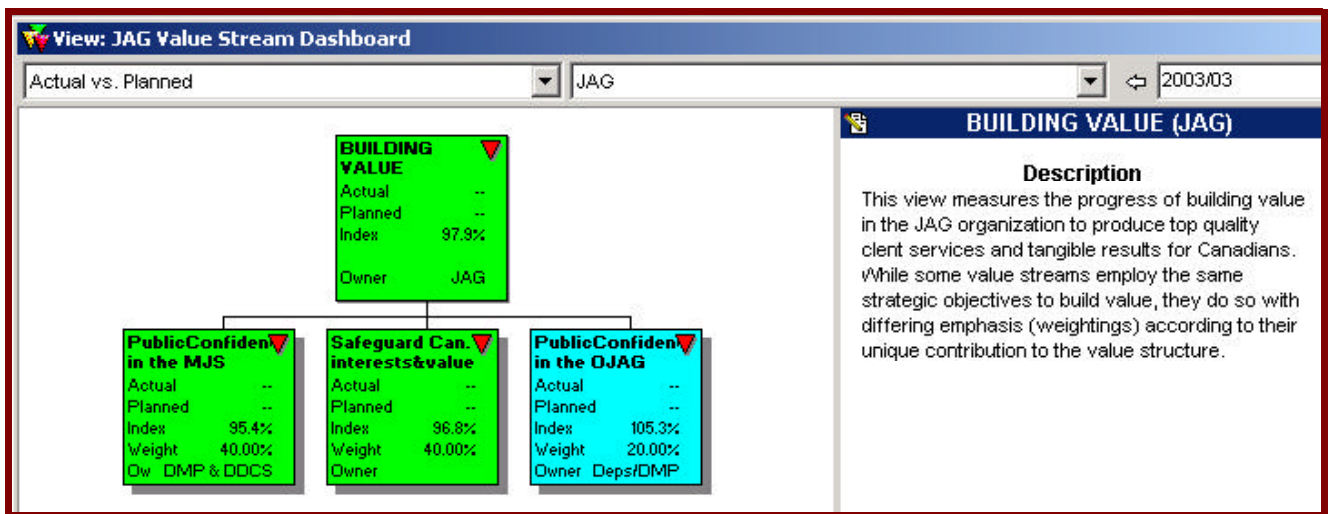 View: JAG Value Stream Dashboard
Actual vs. Planned
JAG
2003/03
BUILDING VALUE (JAG)
Description
This view measures the progress of building value
in the JAG organization to produce top quality
clent services and tangible results for Canadians.
While some value streams employ the same
strategic objectives to build value, they do so with
differing emphasis (weightings) according to their
unique contribution to the value structure.
BUILDING
VALUE
Actual --
Planned --
Index 97.9%
Owner JAG
PublicConfiden
in the MJS
Actual --
Planned --
Index 95.4%
Weight 40.00%
Ow DMP & DDCS
Safeguard Can.
interests&value
Actual --
Planned --
Index 96.8%
Weight 40.00%
Owner
PublicConfiden
in the OJAG
Actual --
Planned --
Index 105.3%
Weight 20.00%
Owner Deps/DMP